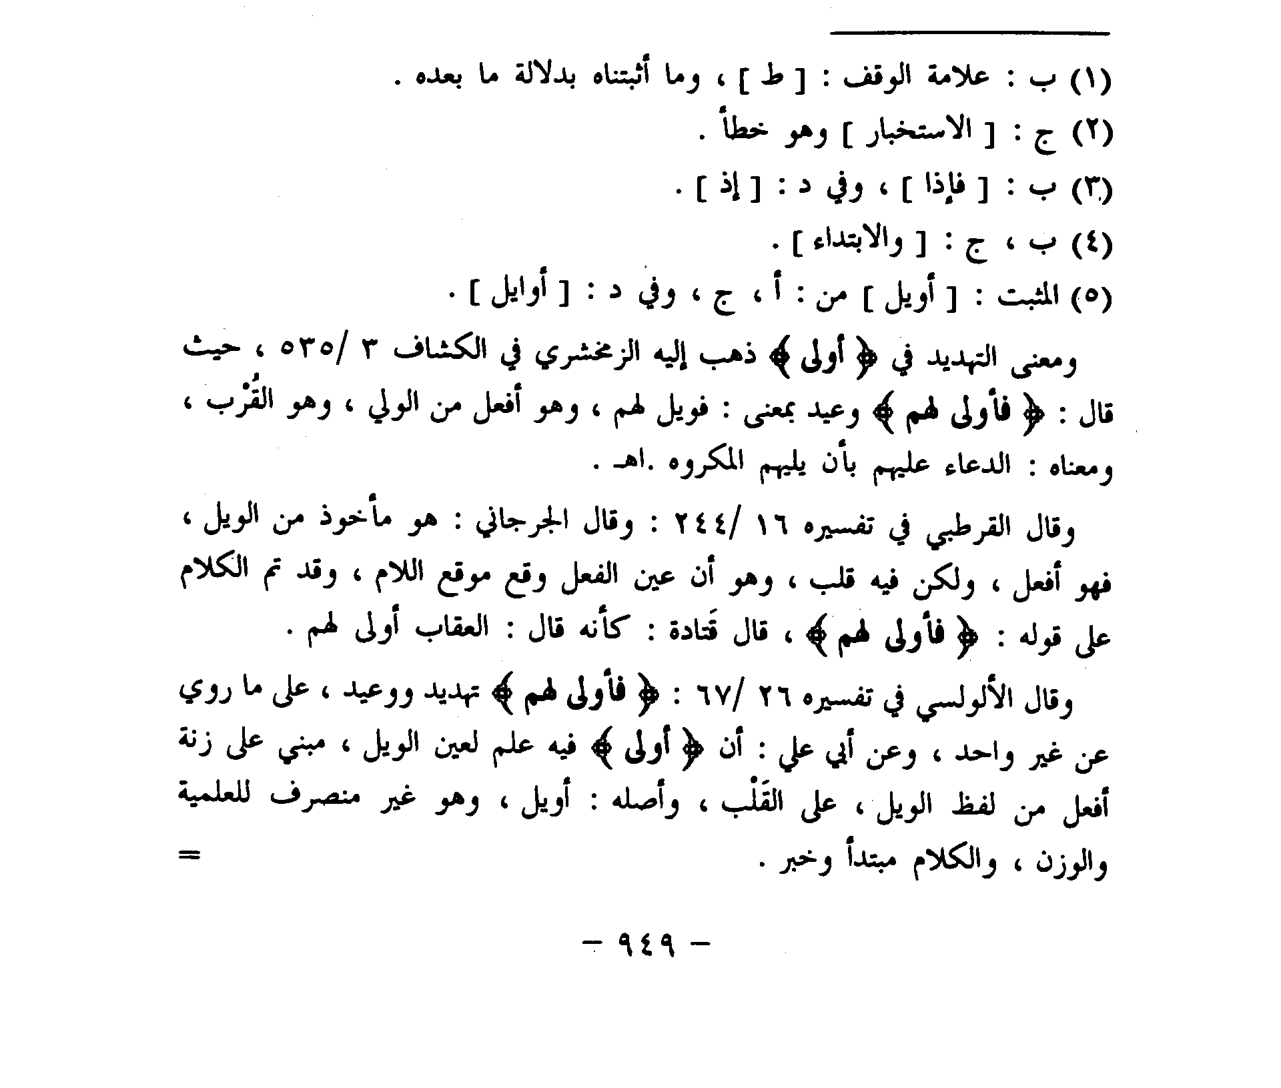 (١) ب : علامة الوقف : [ ط ] ، وما أثبتناه بدلالة ما بعده .
(٢) ج : [ الاستخبار ] وهو خطأ .
(٣) ب : [ فإذا ] ، وفي د : [ إذ ] .
(٤) ب ، ج : [ والابتداء ] .
(٥) المثبت : [ أويل ] من : أ ، ج ، وفي د : [ أوايل ] .
ومعنى التهديد في ﴿ أولى ﴾ ذهب إليه الزمخشري في الكشاف ٣ /٥٣٥ ، حيث
قال : ﴿ فأولى لهم ﴾ وعيد بمعنى : فويل لهم ، وهو أفعل من الولي ، وهو القُرْب ،
ومعناه : الدعاء عليهم بأن يليهم المكروه .اهـ .
وقال القرطبي في تفسيره ١٦ /٢٤٤ : وقال الجرجاني : هو مأخوذ من الويل ،
فهو أفعل ، ولكن فيه قلب ، وهو أن عين الفعل وقع موقع اللام ، وقد تم الكلام
على قوله : ﴿ فأولى لهم ﴾ ، قال قَتادة : كأنه قال : العقاب أولى لهم .
وقال الألولسي في تفسيره ٢٦ /٦٧ : ﴿ فأولى لهم ﴾ تهديد ووعيد ، على ما روي
عن غير واحد ، وعن أبي علي : أن ﴿ أولى ﴾ فيه علم لعين الويل ، مبني على زنة
أفعل من لفظ الويل ، على القَلْب ، وأصله : أويل ، وهو غير منصرف للعلمية
والوزن ، والكلام مبتدأ وخبر . =
– ٩٤٩ –